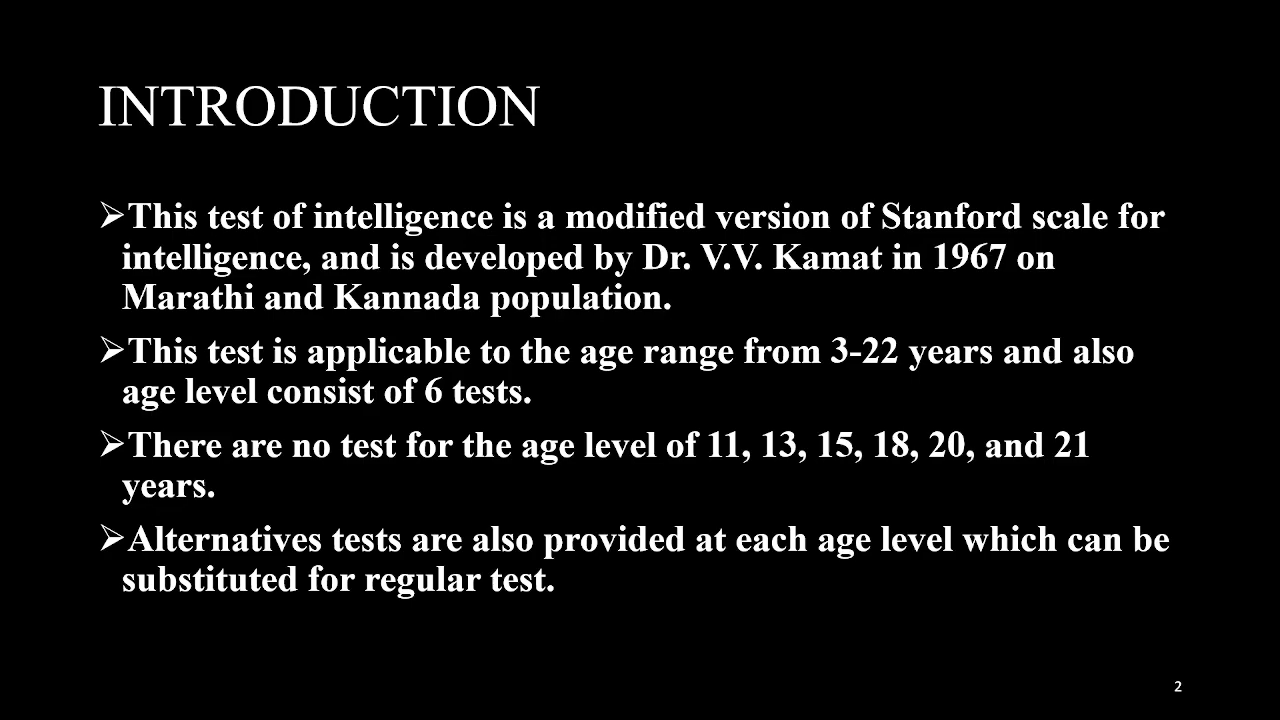 INTRODUCTION
➢This test of intelligence is a modified version of Stanford scale for
intelligence, and is developed by Dr. V.V. Kamat in 1967 on
Marathi and Kannada population.
➢This test is applicable to the age range from 3-22 years and also
age level consist of 6 tests.
➢There are no test for the age level of 11, 13, 15, 18, 20, and 21
years.
➢Alternatives tests are also provided at each age level which can be
substituted for regular test.
2